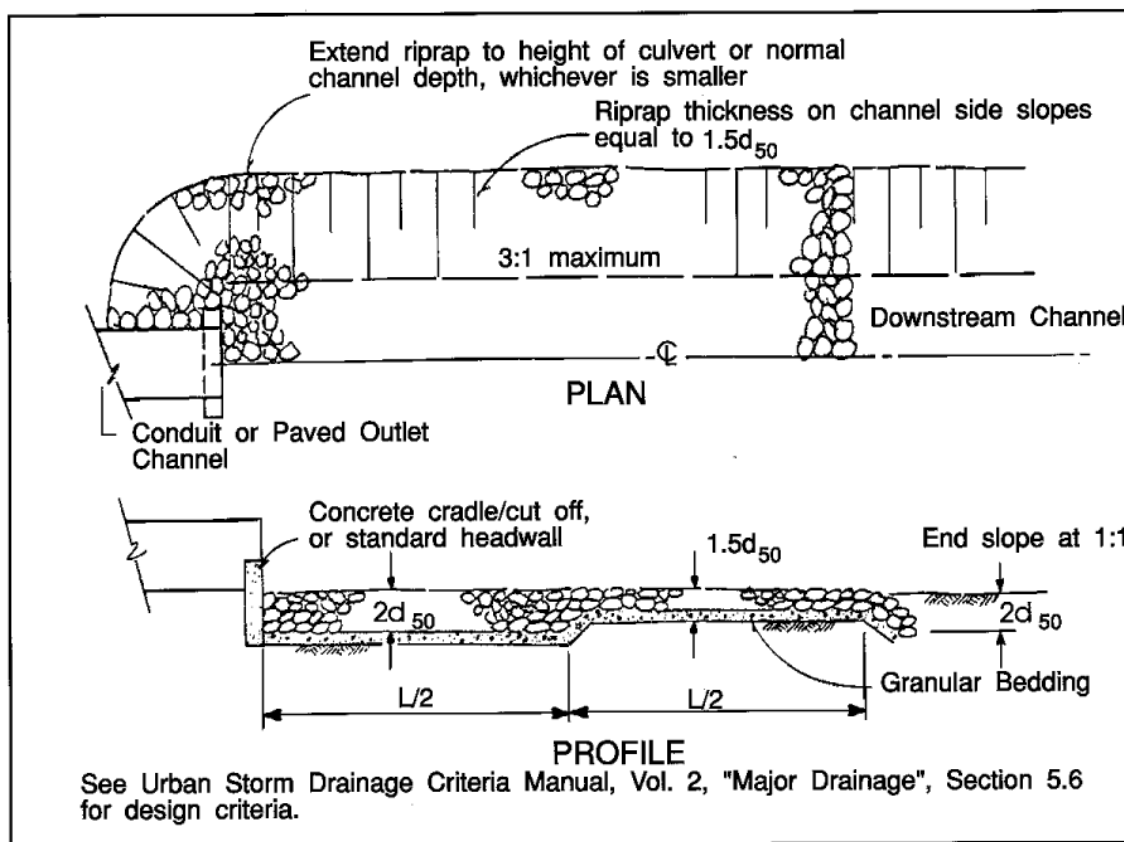 Extend riprap to height of culvert or normal
channel depth, whichever is smaller
Riprap thickness on channel side slopes
equal to 1.5d50
3:1 maximum
Downstream Channel
CL
PLAN
Conduit or Paved Outlet
Channel
Concrete cradle/cut off,
or standard headwall
1.5d50
End slope at 1:1
2d50
2d50
Granular Bedding
L/2
L/2
PROFILE
See Urban Storm Drainage Criteria Manual, Vol. 2, "Major Drainage", Section 5.6
for design criteria.